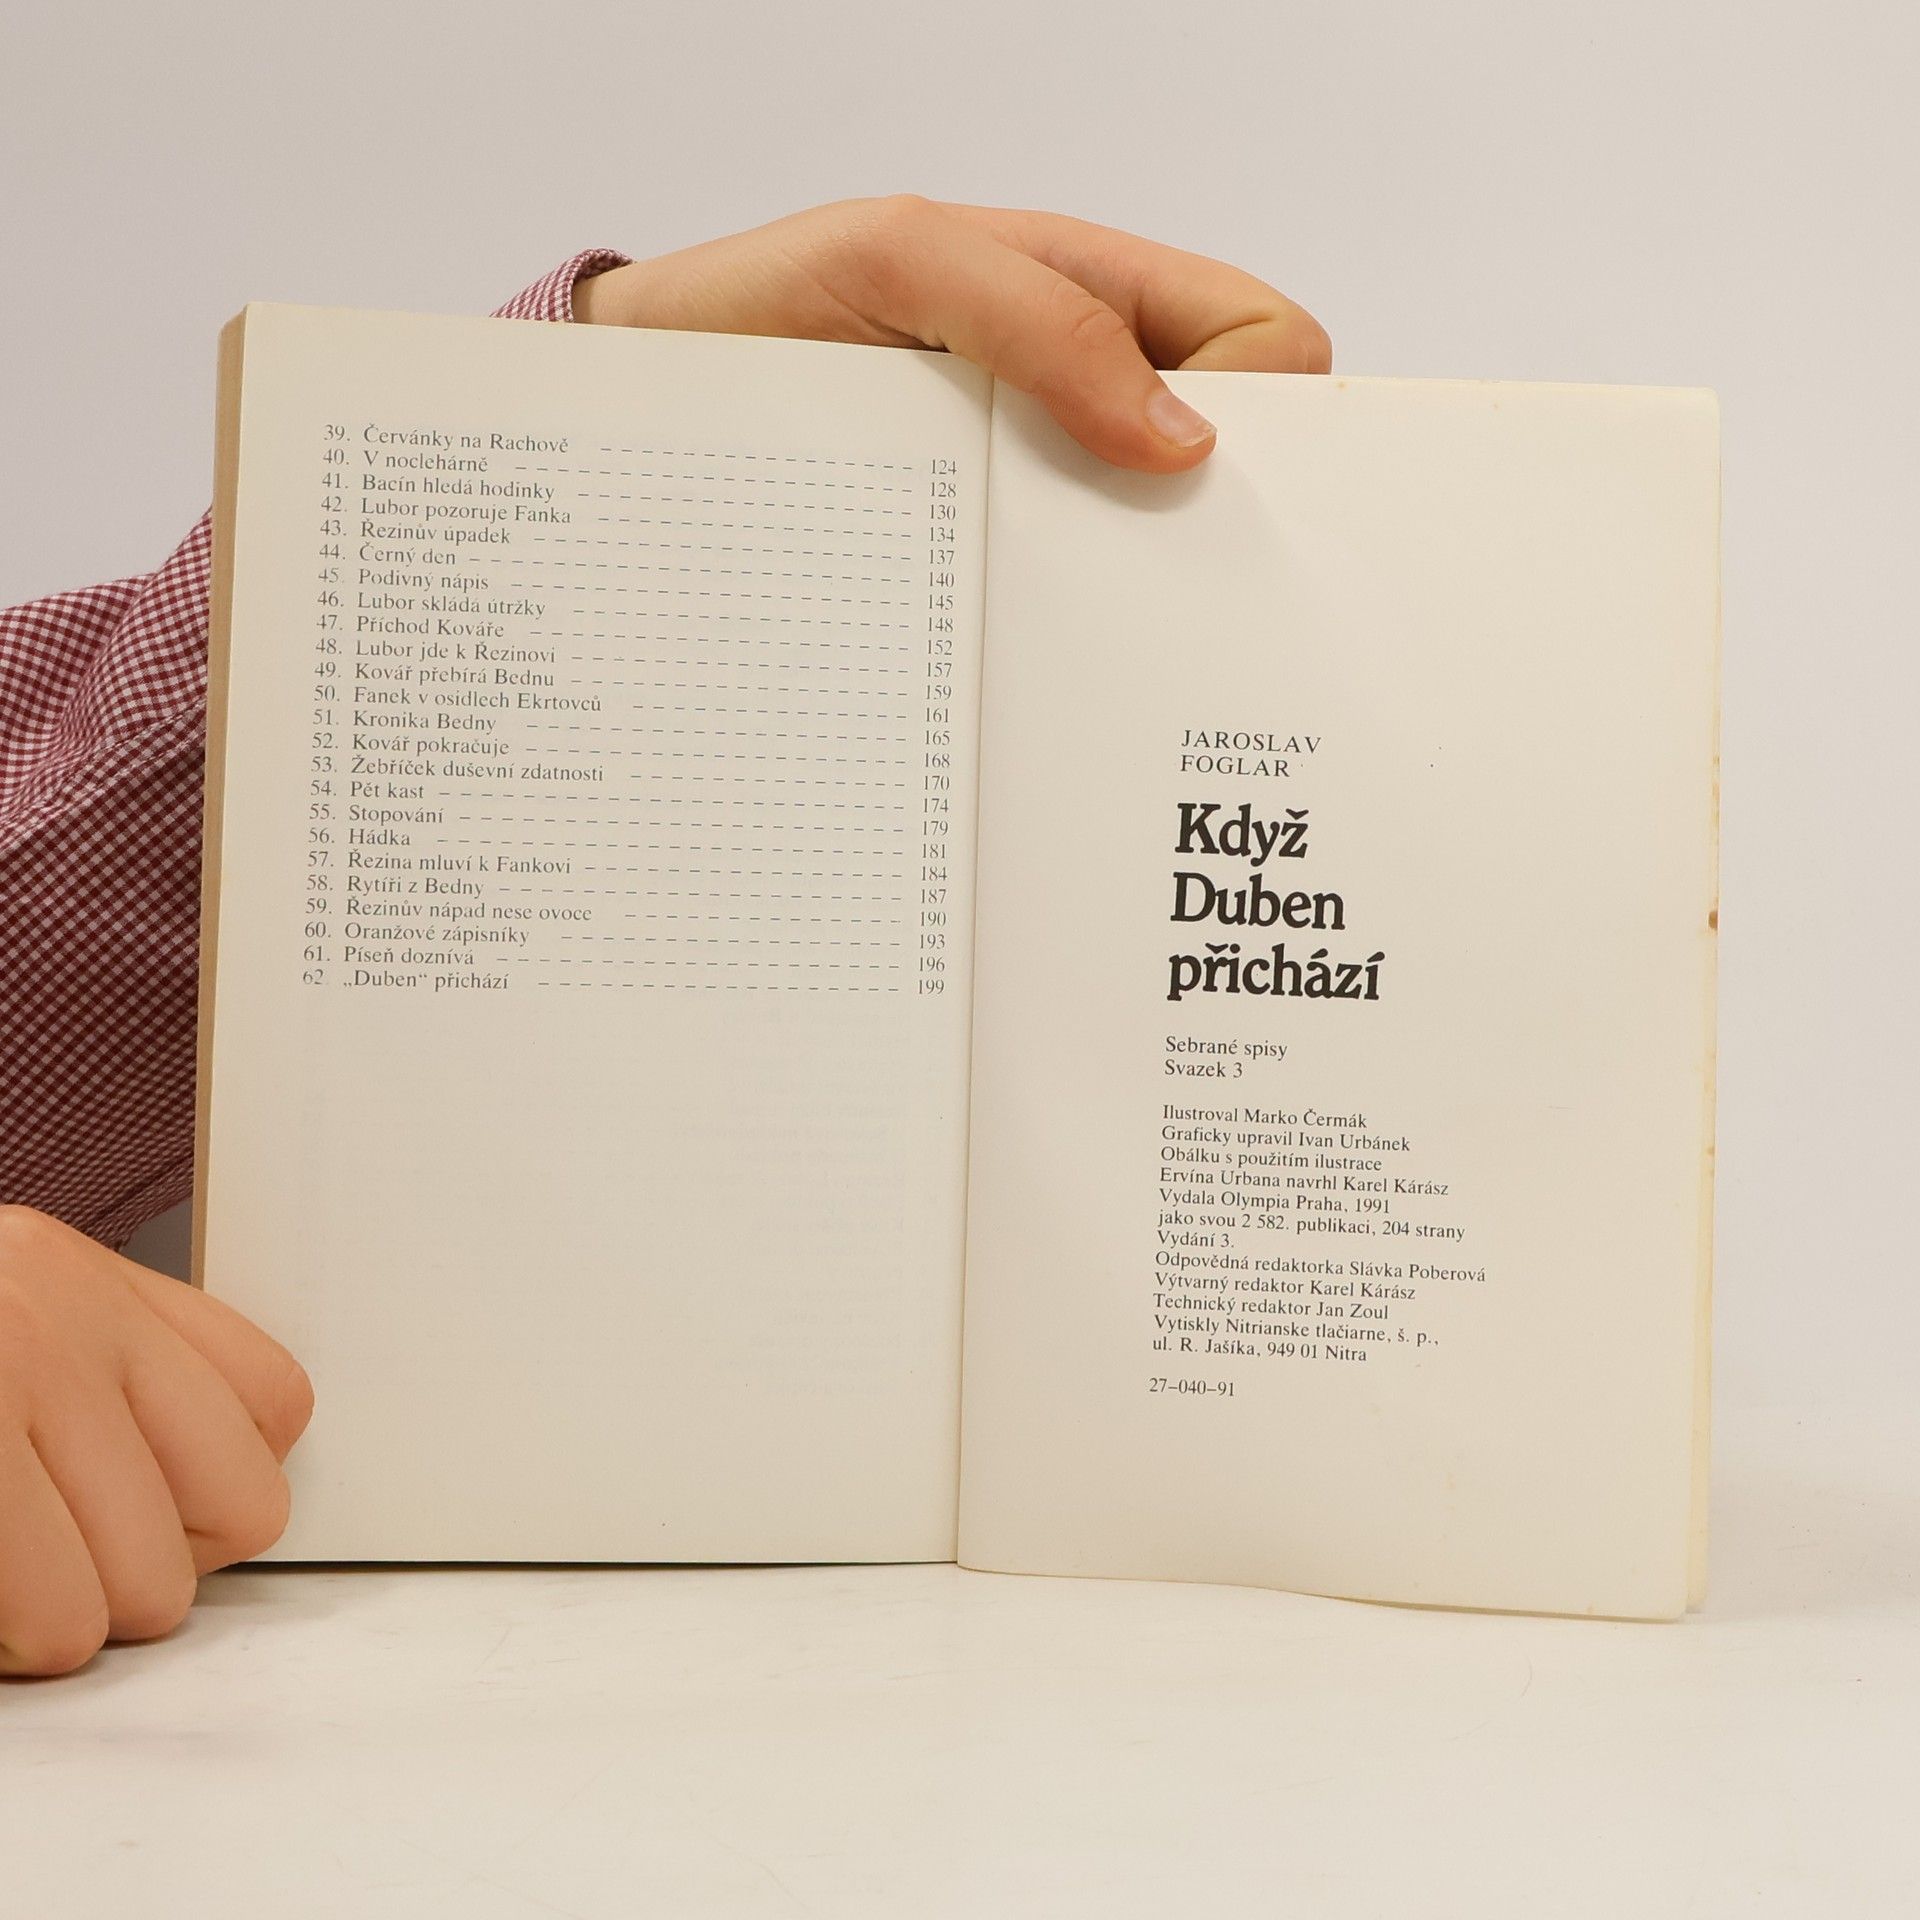 39. Červánky na Rachově 124
40. V noclehárně 128
41. Bacín hledá hodinky 130
42. Lubor pozoruje Fanka 134
43. Řezinův úpadek 137
44. Černý den 140
45. Podivný nápis 145
46. Lubor skládá útržky 148
47. Příchod Kováře 152
48. Lubor jde k Řezinovi 157
49. Kovář přebírá Bednu 159
50. Fanek v osidlech Ekrtovců 161
51. Kronika Bedny 165
52. Kovář pokračuje 168
53. Žebříček duševní zdatnosti 170
54. Pět kast 174
55. Stopování 179
56. Hádka 181
57. Řezina mluví k Fankovi 184
58. Rytíři z Bedny 187
59. Řezinův nápad nese ovoce 190
60. Oranžové zápisníky 193
61. Píseň doznívá 196
62. „Duben“ přichází 199
JAROSLAV
FOGLAR
Když
Duben
přichází
Sebrané spisy
Svazek 3
Ilustroval Marko Čermák
Graficky upravil Ivan Urbánek
Obálku s použitím ilustrace
Ervína Urbana navrhl Karel Kárász
Vydala Olympia Praha, 1991
jako svou 2 582. publikaci, 204 strany
Vydání 3.
Odpovědná redaktorka Slávka Poberová
Výtvarný redaktor Karel Kárász
Technický redaktor Jan Zoul
Vytiskly Nitrianske tlačiarne, š. p.,
ul. R. Jašíka, 949 01 Nitra
27–040–91